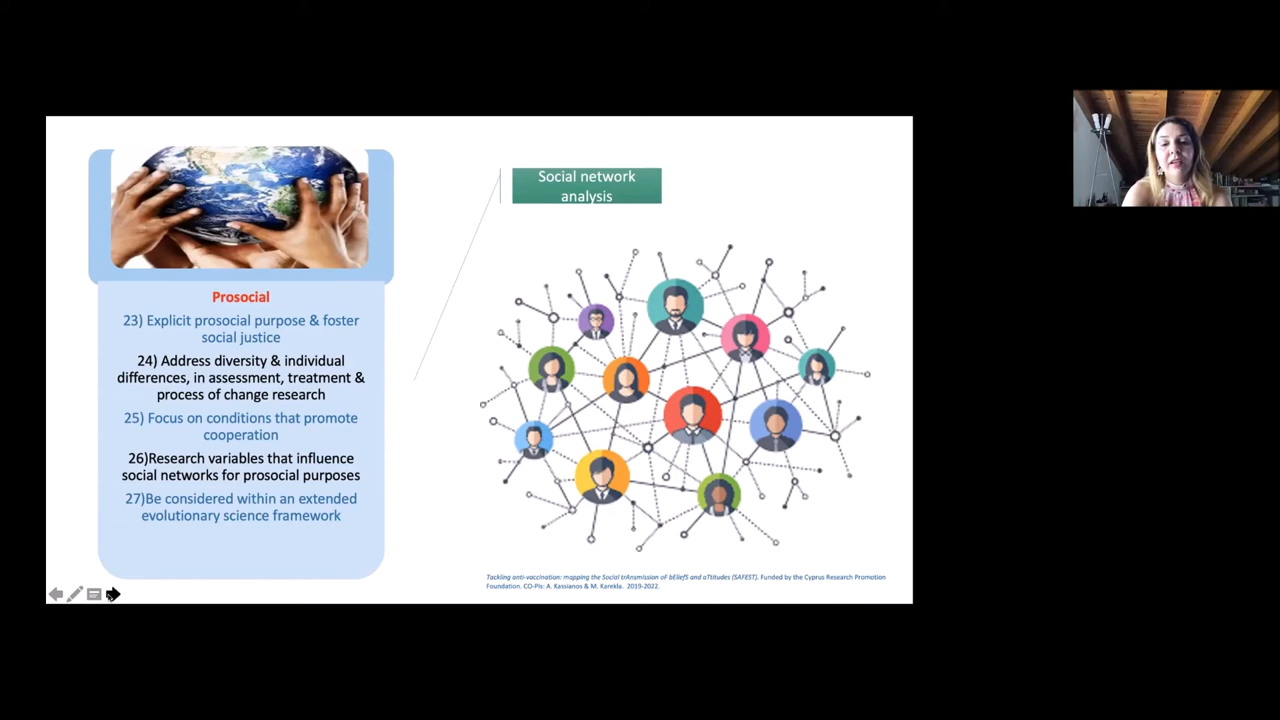 Prosocial
23) Explicit prosocial purpose & foster
social justice
24) Address diversity & individual
differences, in assessment, treatment &
process of change research
25) Focus on conditions that promote
cooperation
26)Research variables that influence
social networks for prosocial purposes
27)Be considered within an extended
evolutionary science framework
Social network
analysis
Tackling anti-vaccination: mapping the Social trAnsmission oF bEliefS and aTtitudes (SAFEST). Funded by the Cyprus Research Promotion
Foundation. CO-PIs: A. Kassianos & M. Karekla. 2019-2022.